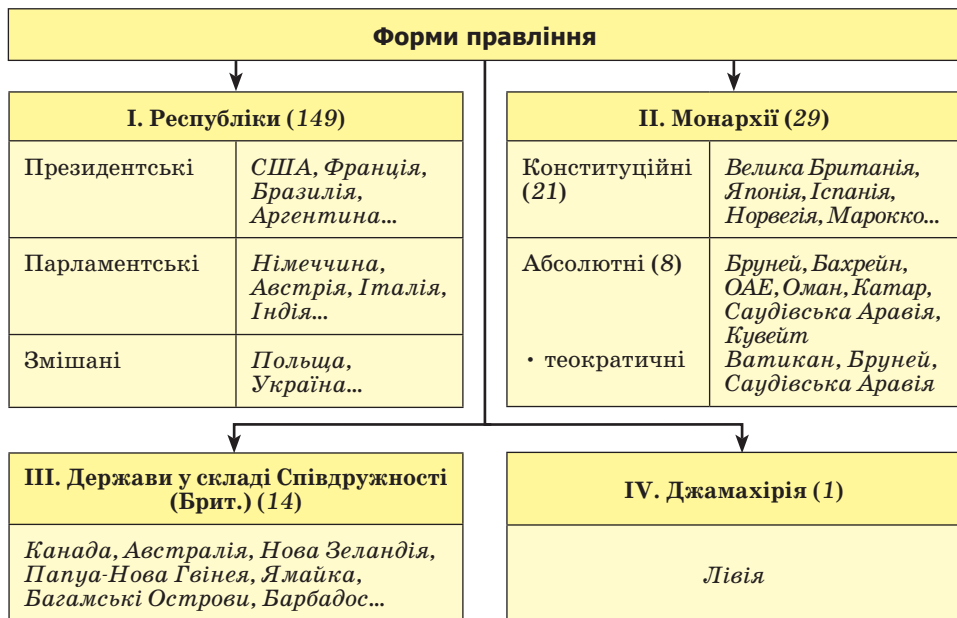 Форми правління
I. Республіки (149)
Президентські
США, Франція,
Бразилія,
Аргентина...
Парламентські
Німеччина,
Австрія, Італія,
Індія...
Змішані
Польща,
Україна...
II. Монархії (29)
Конституційні
(21)
Велика Британія,
Японія, Іспанія,
Норвегія, Марокко...
Абсолютні (8)
Бруней, Бахрейн,
ОАЕ, Оман, Катар,
Саудівська Аравія,
Кувейт
• теократичні
Ватикан, Бруней,
Саудівська Аравія
III. Держави у складі Співдружності
(Брит.) (14)
Канада, Австралія, Нова Зеландія,
Папуа-Нова Гвінея, Ямайка,
Багамські Острови, Барбадос...
IV. Джамахірія (1)
Лівія